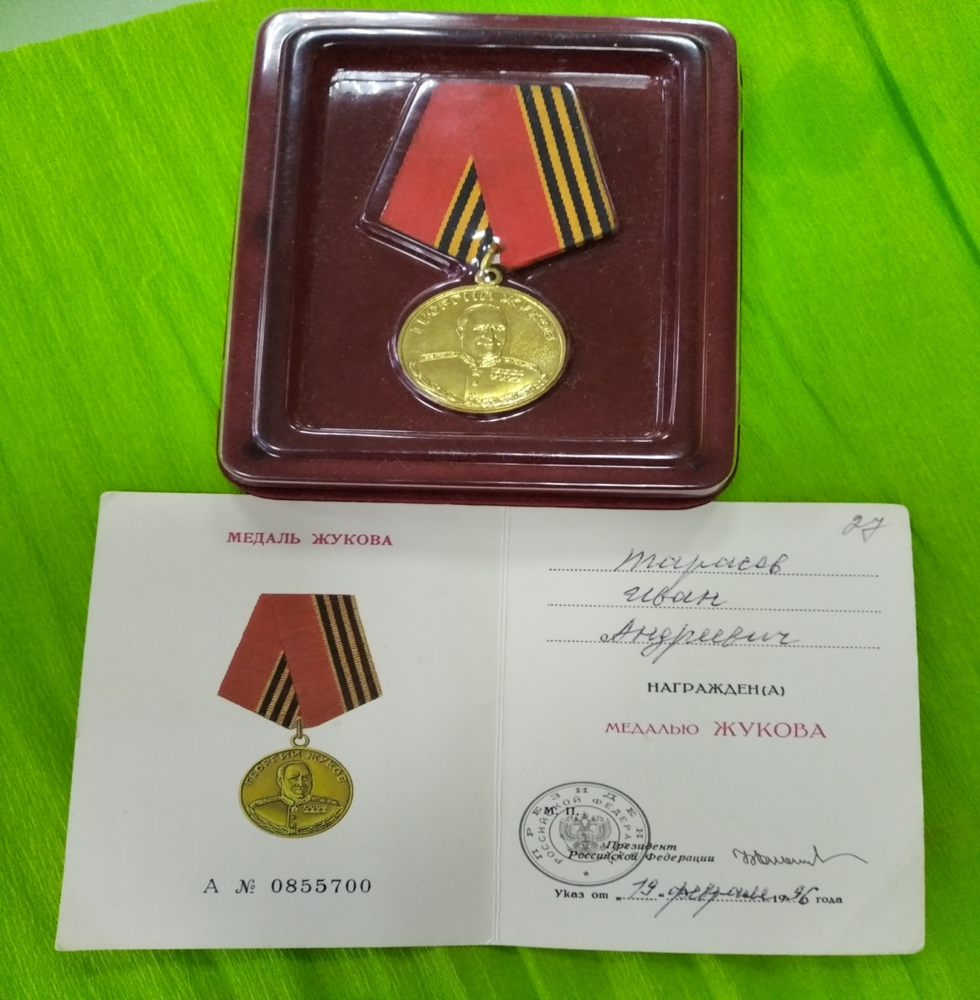 ГЕОРГИЙ ЖУКОВ
МЕДАЛЬ ЖУКОВА
ГЕОРГИЙ ЖУКОВ
А № 0855700
27
Тарасов
Иван
Андреевич
НАГРАЖДЕН(А)
МЕДАЛЬЮ ЖУКОВА
ПРЕЗИДЕНТ
РОССИЙСКОЙ ФЕДЕРАЦИИ
М. П.
Президент
Российской Федерации
Указ от „19“ февраля 1996 года